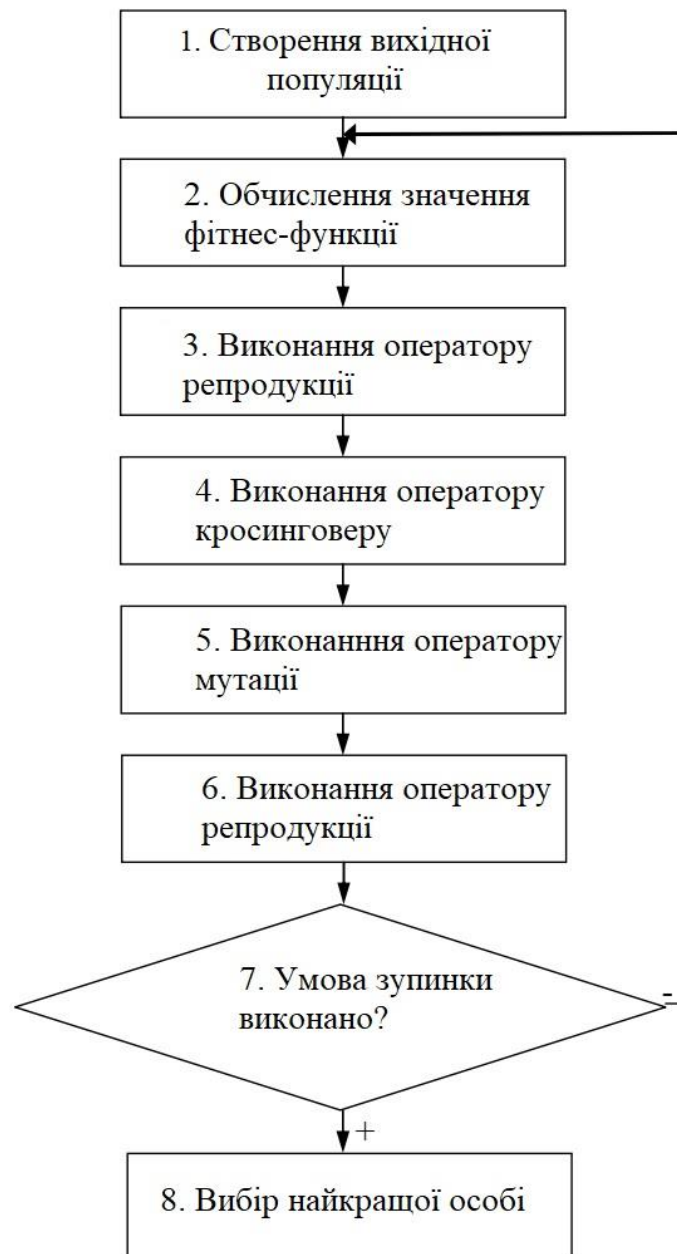 1. Створення вихідної
популяції
2. Обчислення значення
фітнес-функції
3. Виконання оператору
репродукції
4. Виконання оператору
кросинговеру
5. Виконанння оператору
мутації
6. Виконання оператору
репродукції
7. Умова зупинки
виконано?
-
+
8. Вибір найкращої особі